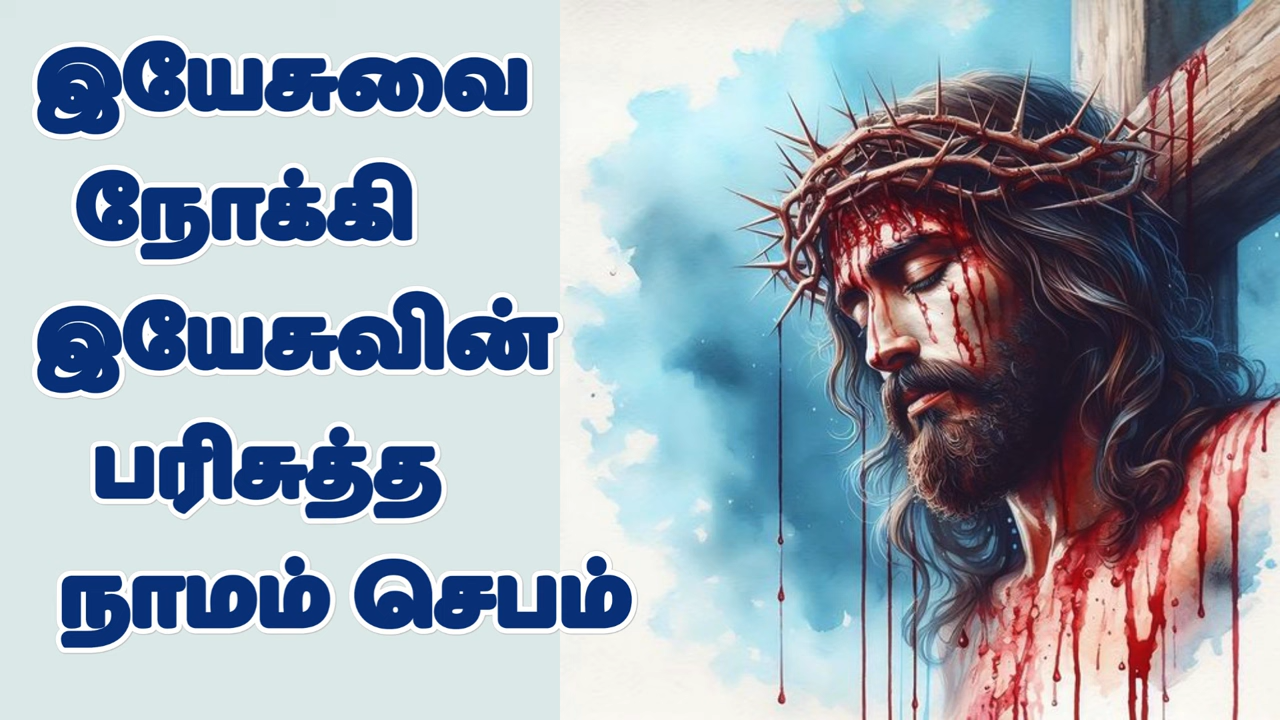 இயேசுவை
நோக்கி
இயேசுவின்
பரிசுத்த
நாமம் செபம்